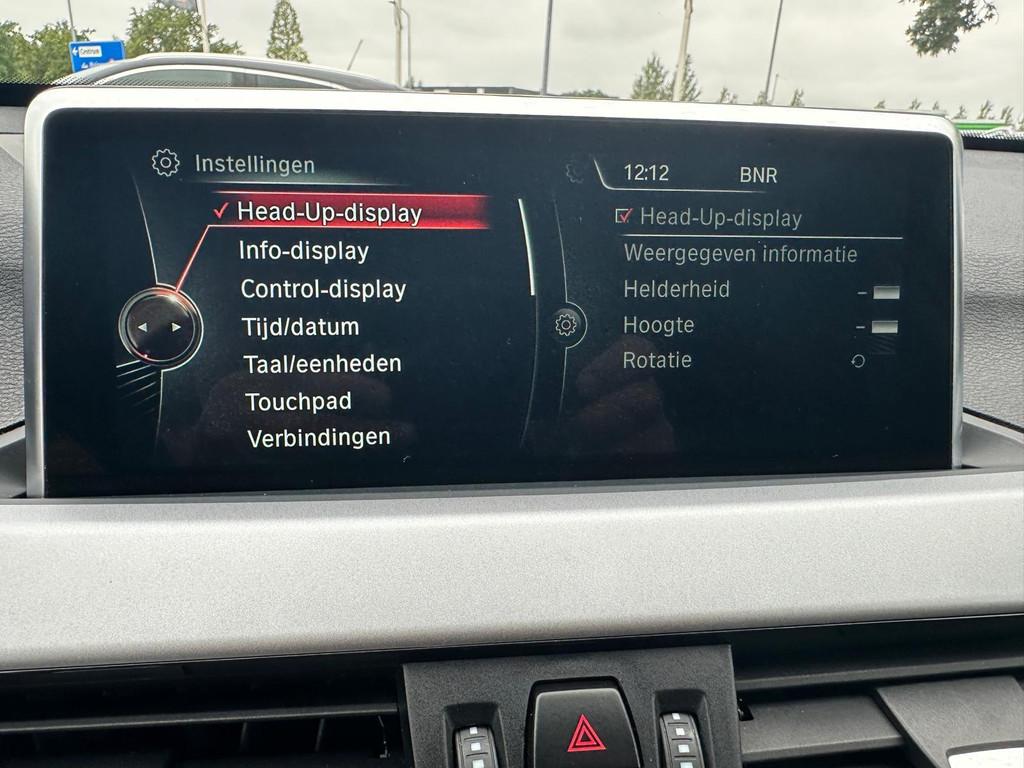 Centrum
Instellingen
Head-Up-display
Info-display
Control-display
Tijd/datum
Taal/eenheden
Touchpad
Verbindingen
12:12 BNR
Head-Up-display
Weergegeven informatie
Helderheid
Hoogte
Rotatie